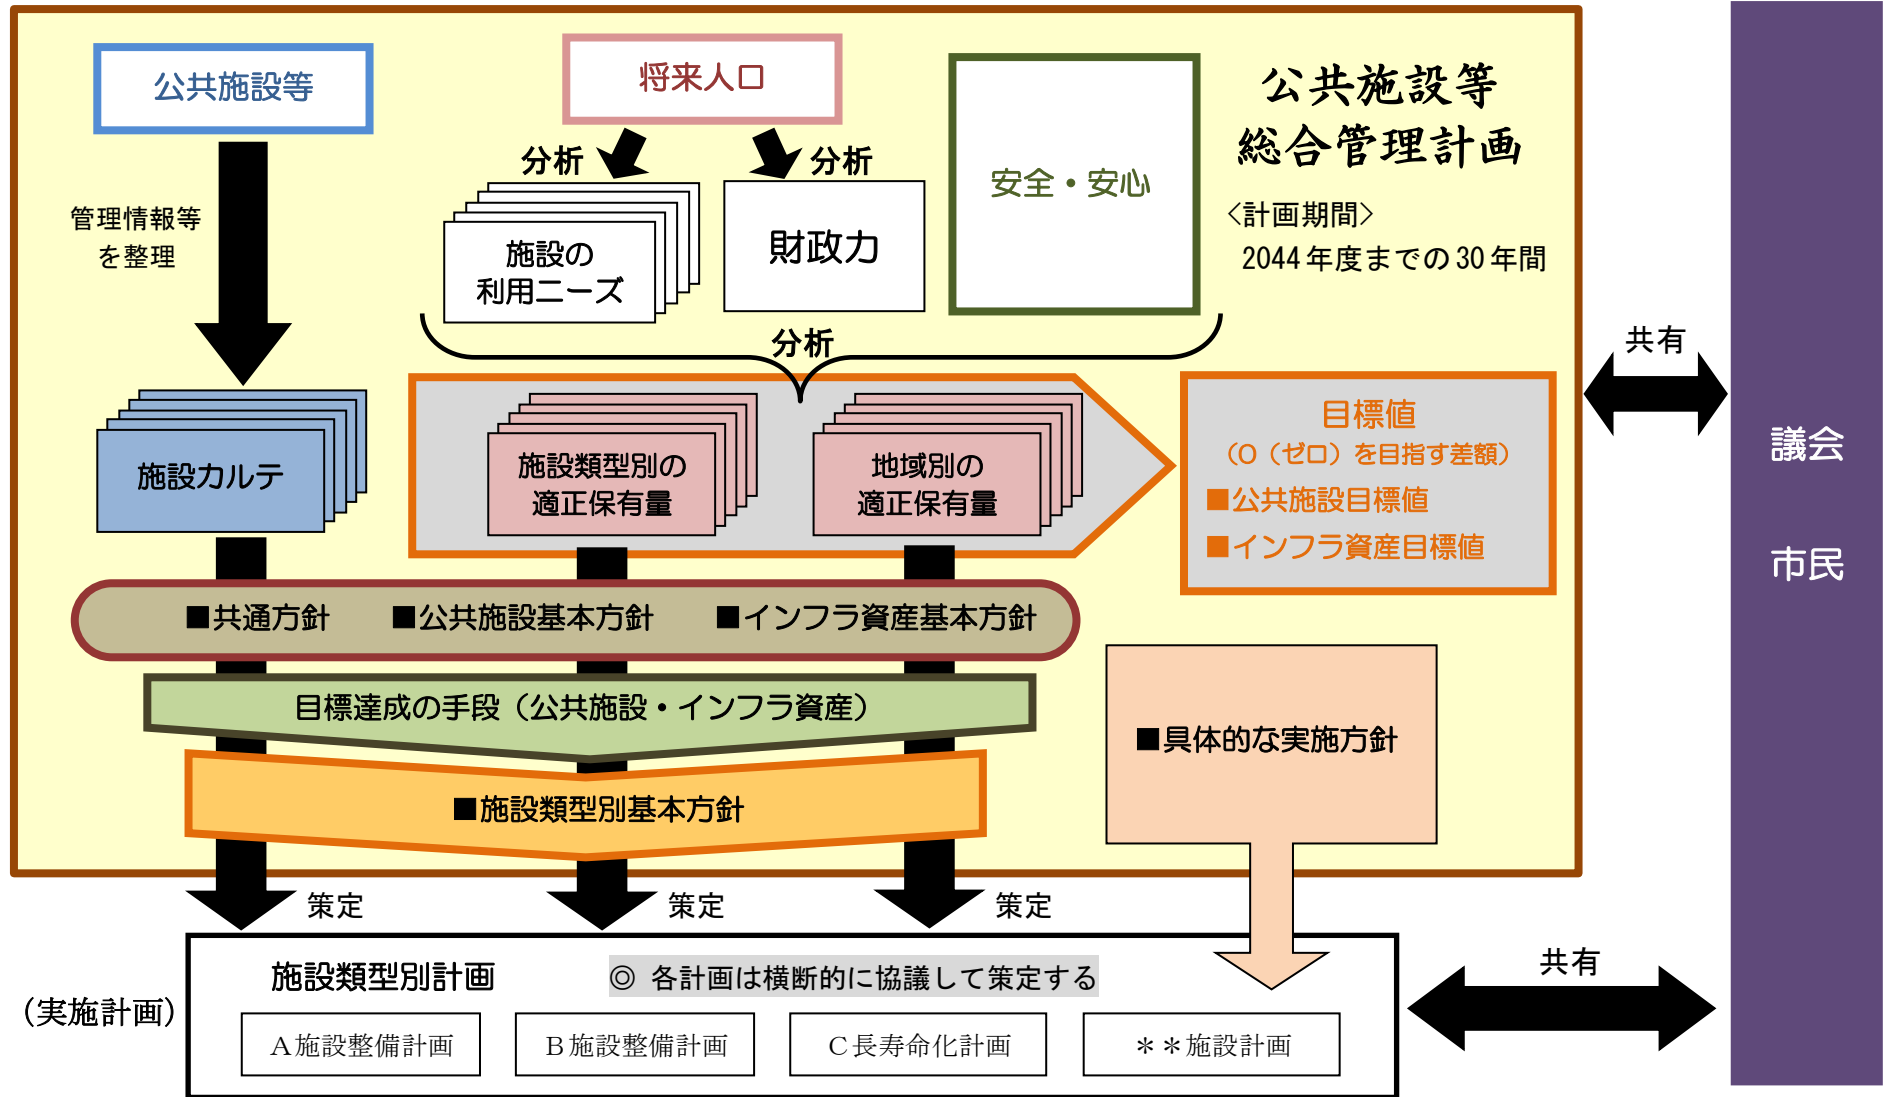 公共施設等
将来人口
公共施設等
総合管理計画
<計画期間>
2044年度までの30年間
分析
分析
安全・安心
管理情報等
を整理
施設の
利用ニーズ
財政力
分析
共有
施設カルテ
施設類型別の
適正保有量
地域別の
適正保有量
目標値
(0(ゼロ)を目指す差額)
■公共施設目標値
■インフラ資産目標値
議会
市民
■共通方針 ■公共施設基本方針 ■インフラ資産基本方針
目標達成の手段(公共施設・インフラ資産)
■具体的な実施方針
■施設類型別基本方針
策定
策定
策定
施設類型別計画
◎ 各計画は横断的に協議して策定する
共有
(実施計画)
A施設整備計画
B施設整備計画
C長寿命化計画
**施設計画